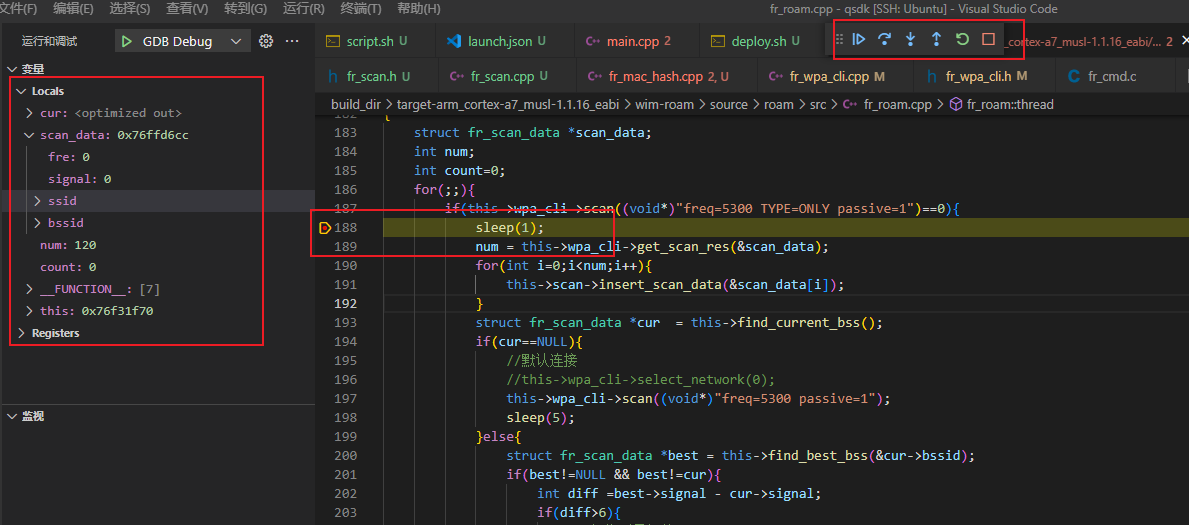 文件(F) 编辑(E) 选择(S) 查看(V) 转到(G) 运行(R) 终端(T) 帮助(H) fr_roam.cpp - qsdk [SSH: Ubuntu] - Visual Studio Code
运行和调试 GDB Debug ···
script.sh U launch.json U main.cpp 2 deploy.sh U _cortex-a7_musl-1.1.16_eabi/... 2
fr_scan.h U fr_scan.cpp U fr_mac_hash.cpp 2, U fr_wpa_cli.cpp M fr_wpa_cli.h M fr_cmd.c
build_dir > target-arm_cortex-a7_musl-1.1.16_eabi > wim-roam > source > roam > src > fr_roam.cpp > fr_roam::thread
变量
Locals
cur: <optimized out>
scan_data: 0x76ffd6cc
fre: 0
signal: 0
ssid
bssid
num: 120
count: 0
__FUNCTION__: [7]
this: 0x76f31f70
Registers
监视
182 {
183 struct fr_scan_data *scan_data;
184 int num;
185 int count=0;
186 for(;;){
187 if(this->wpa_cli->scan((void*)"freq=5300 TYPE=ONLY passive=1")==0){
188 sleep(1);
189 num = this->wpa_cli->get_scan_res(&scan_data);
190 for(int i=0;i<num;i++){
191 this->scan->insert_scan_data(&scan_data[i]);
192 }
193 struct fr_scan_data *cur = this->find_current_bss();
194 if(cur==NULL){
195 //默认连接
196 //this->wpa_cli->select_network(0);
197 this->wpa_cli->scan((void*)"freq=5300 passive=1");
198 sleep(5);
199 }else{
200 struct fr_scan_data *best = this->find_best_bss(&cur->bssid);
201 if(best!=NULL && best!=cur){
202 int diff =best->signal - cur->signal;
203 if(diff>6){